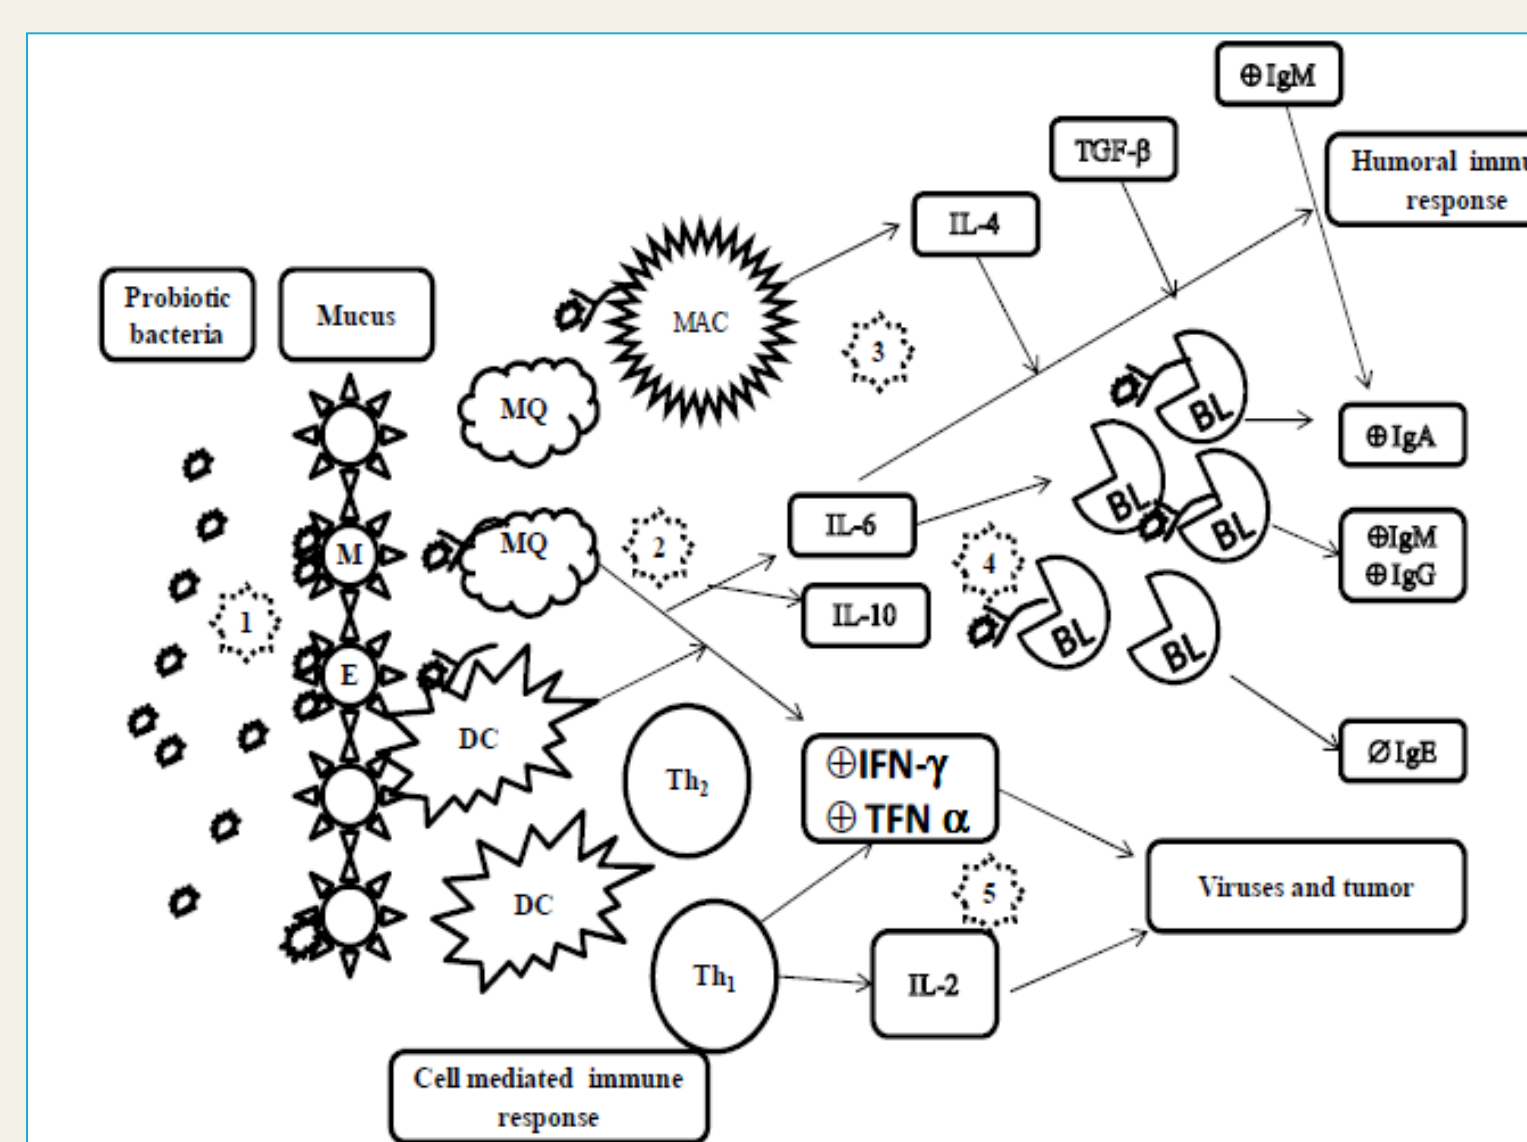 ⊕IgM
TGF-β
Humoral immu
response
IL-4
Probiotic
bacteria
Mucus
MAC
3
MQ
BL
⊕IgA
BL
BL
M
MQ
2
IL-6
4
⊕IgM
⊕IgG
1
IL-10
BL
BL
E
DC
Th₂
⊕IFN-γ
⊕ TFN α
∅IgE
DC
5
Viruses and tumor
Th₁
IL-2
Cell mediated immune
response